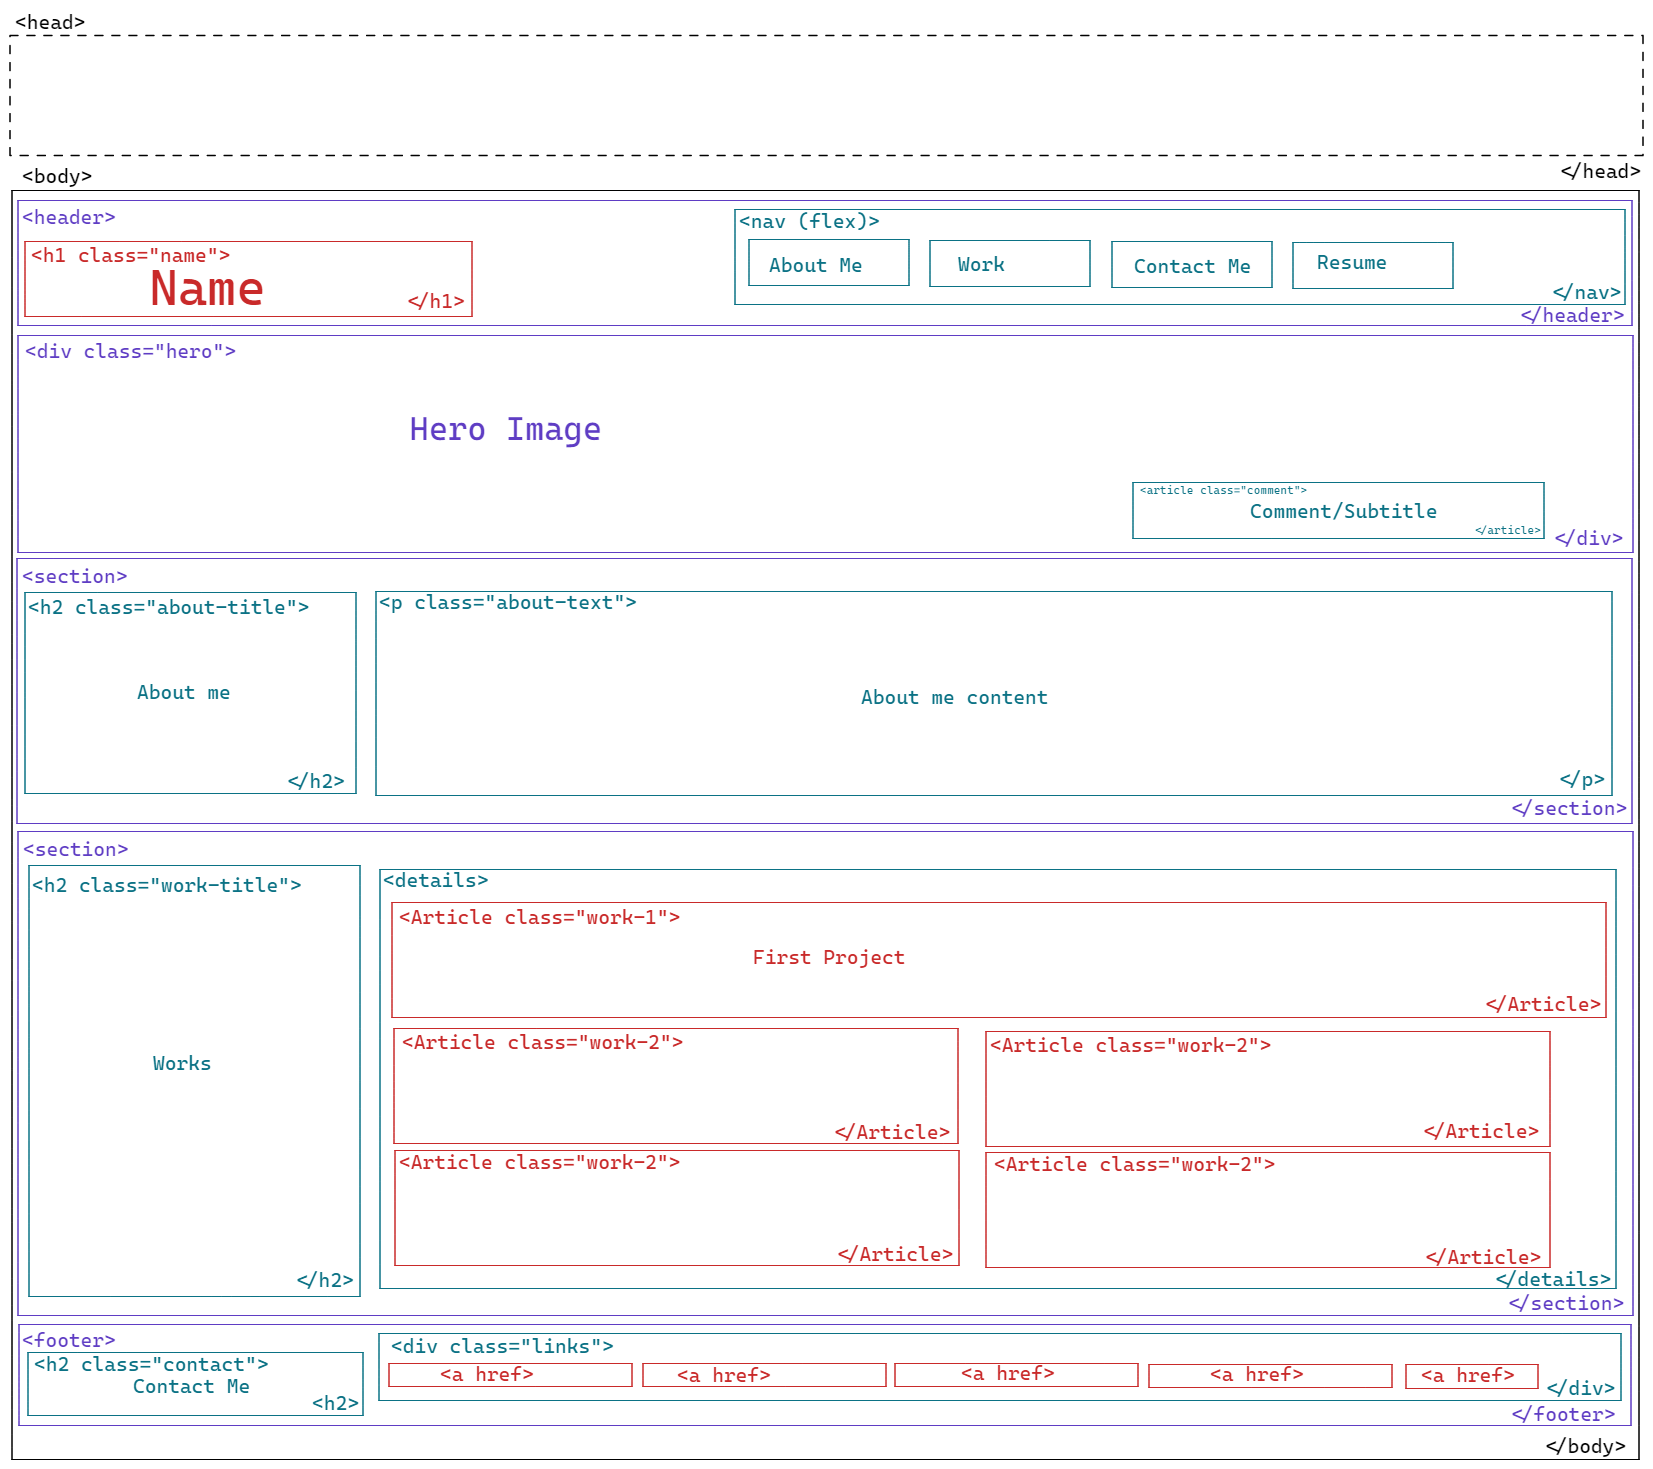 <head>
</head>
<body>
<header>
<h1 class="name">
Name
</h1>
<nav (flex)>
About Me
Work
Contact Me
Resume
</nav>
</header>
<div class="hero">
Hero Image
<article class="comment">
Comment/Subtitle
</article>
</div>
<section>
<h2 class="about-title">
About me
</h2>
<p class="about-text">
About me content
</p>
</section>
<section>
<h2 class="work-title">
Works
</h2>
<details>
<Article class="work-1">
First Project
</Article>
<Article class="work-2">
</Article>
<Article class="work-2">
</Article>
<Article class="work-2">
</Article>
<Article class="work-2">
</Article>
</details>
</section>
<footer>
<h2 class="contact">
Contact Me
<h2>
<div class="links">
<a href>
<a href>
<a href>
<a href>
<a href>
</div>
</footer>
</body>